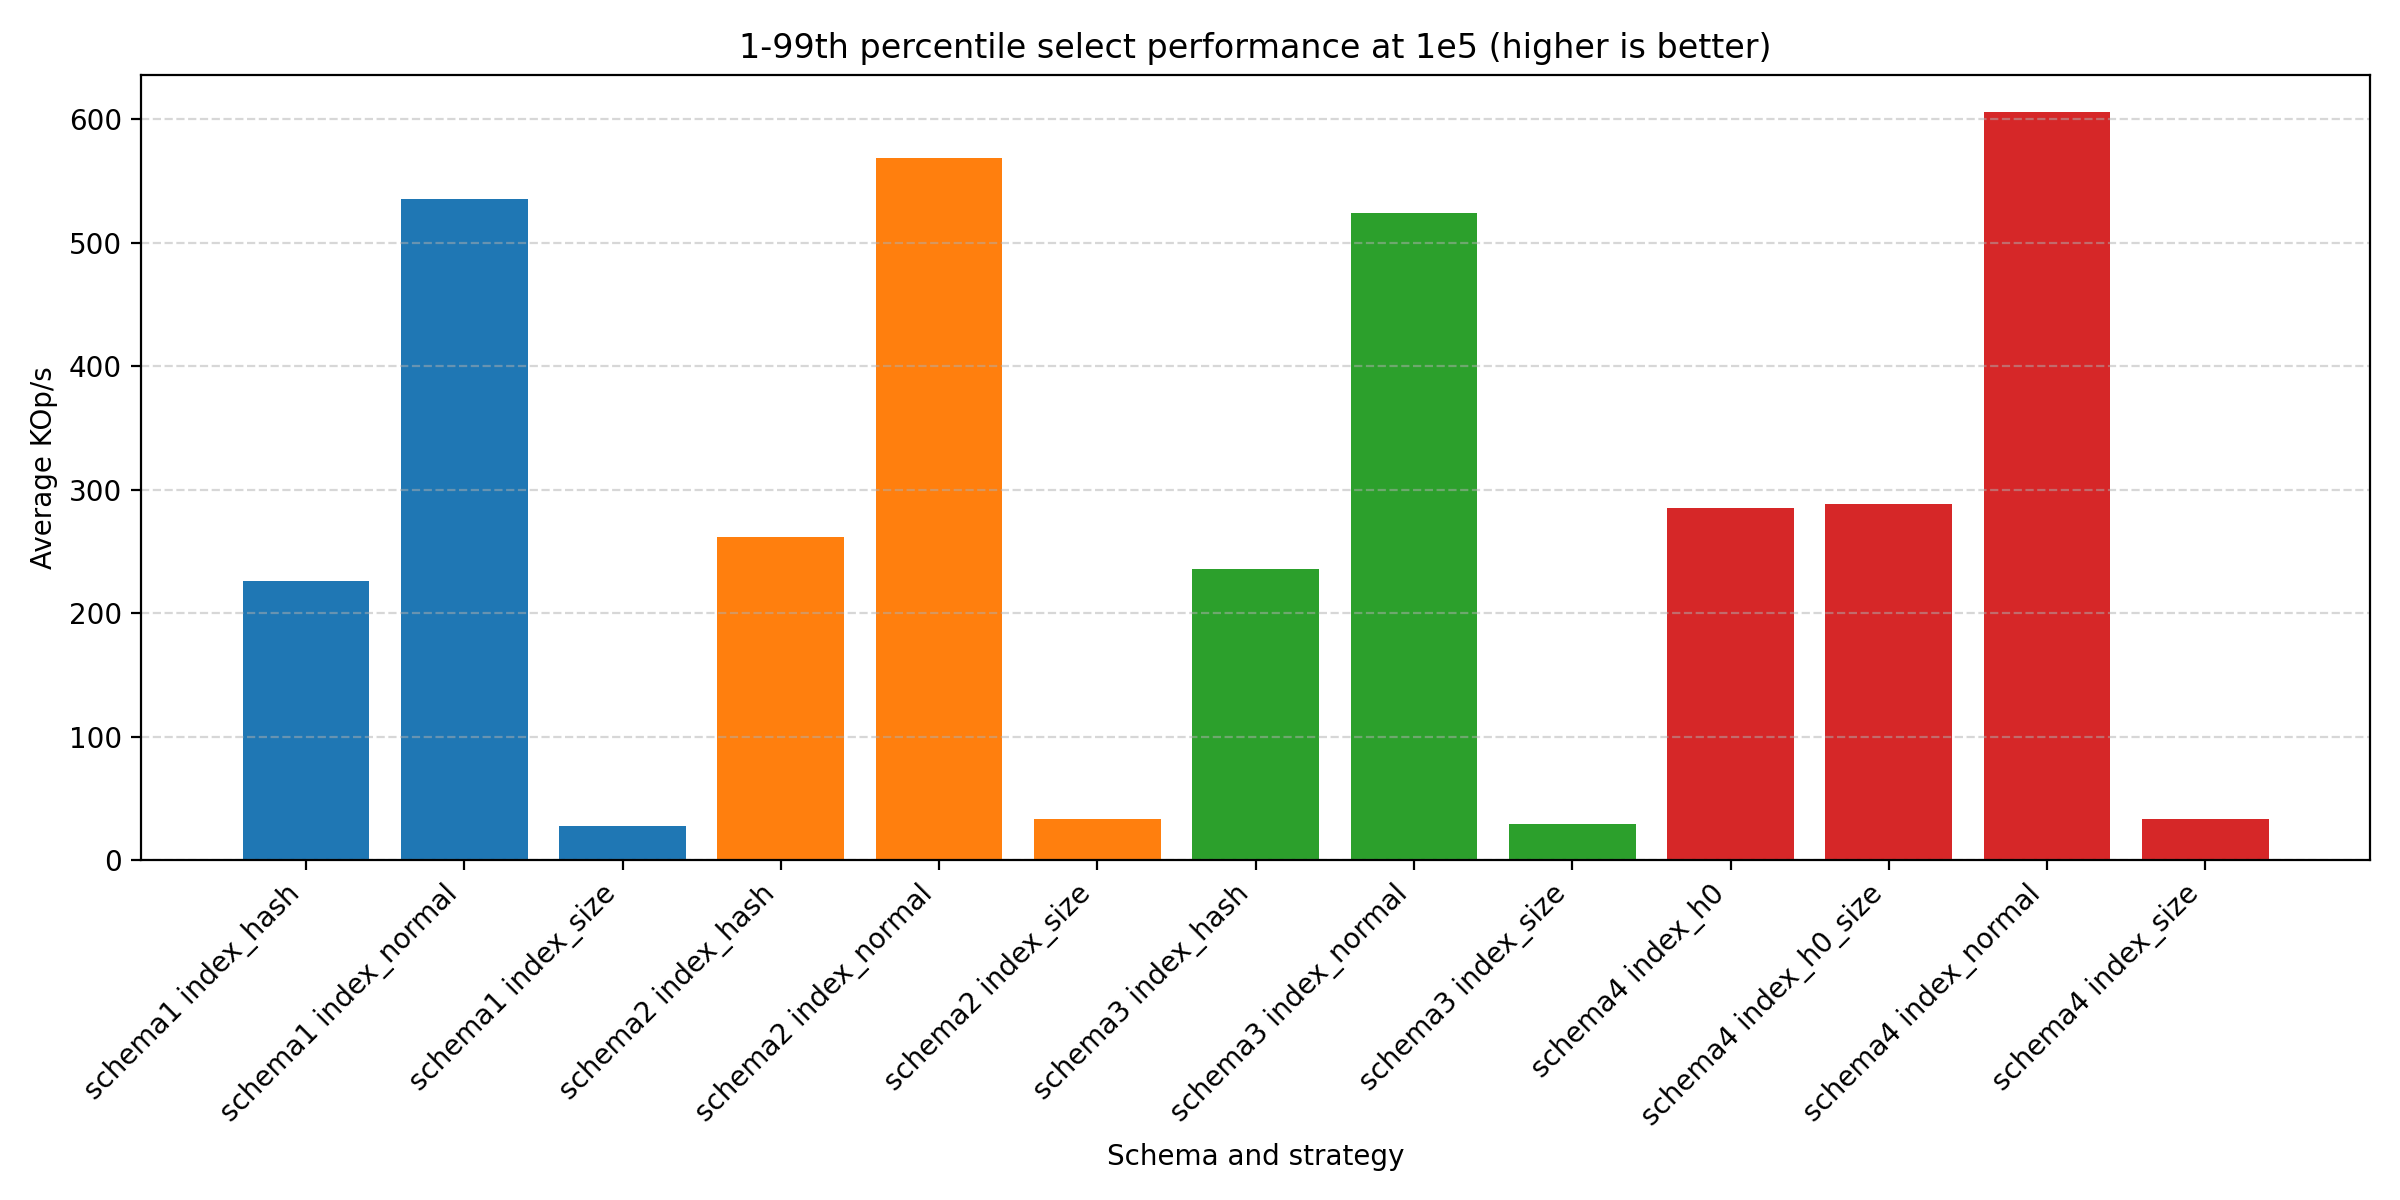 1-99th percentile select performance at 1e5 (higher is better)
Average KOp/s
600
500
400
300
200
100
0
schema1 index_hash
schema1 index_normal
schema1 index_size
schema2 index_hash
schema2 index_normal
schema2 index_size
schema3 index_hash
schema3 index_normal
schema3 index_size
schema4 index_h0
schema4 index_h0_size
schema4 index_normal
schema4 index_size
Schema and strategy